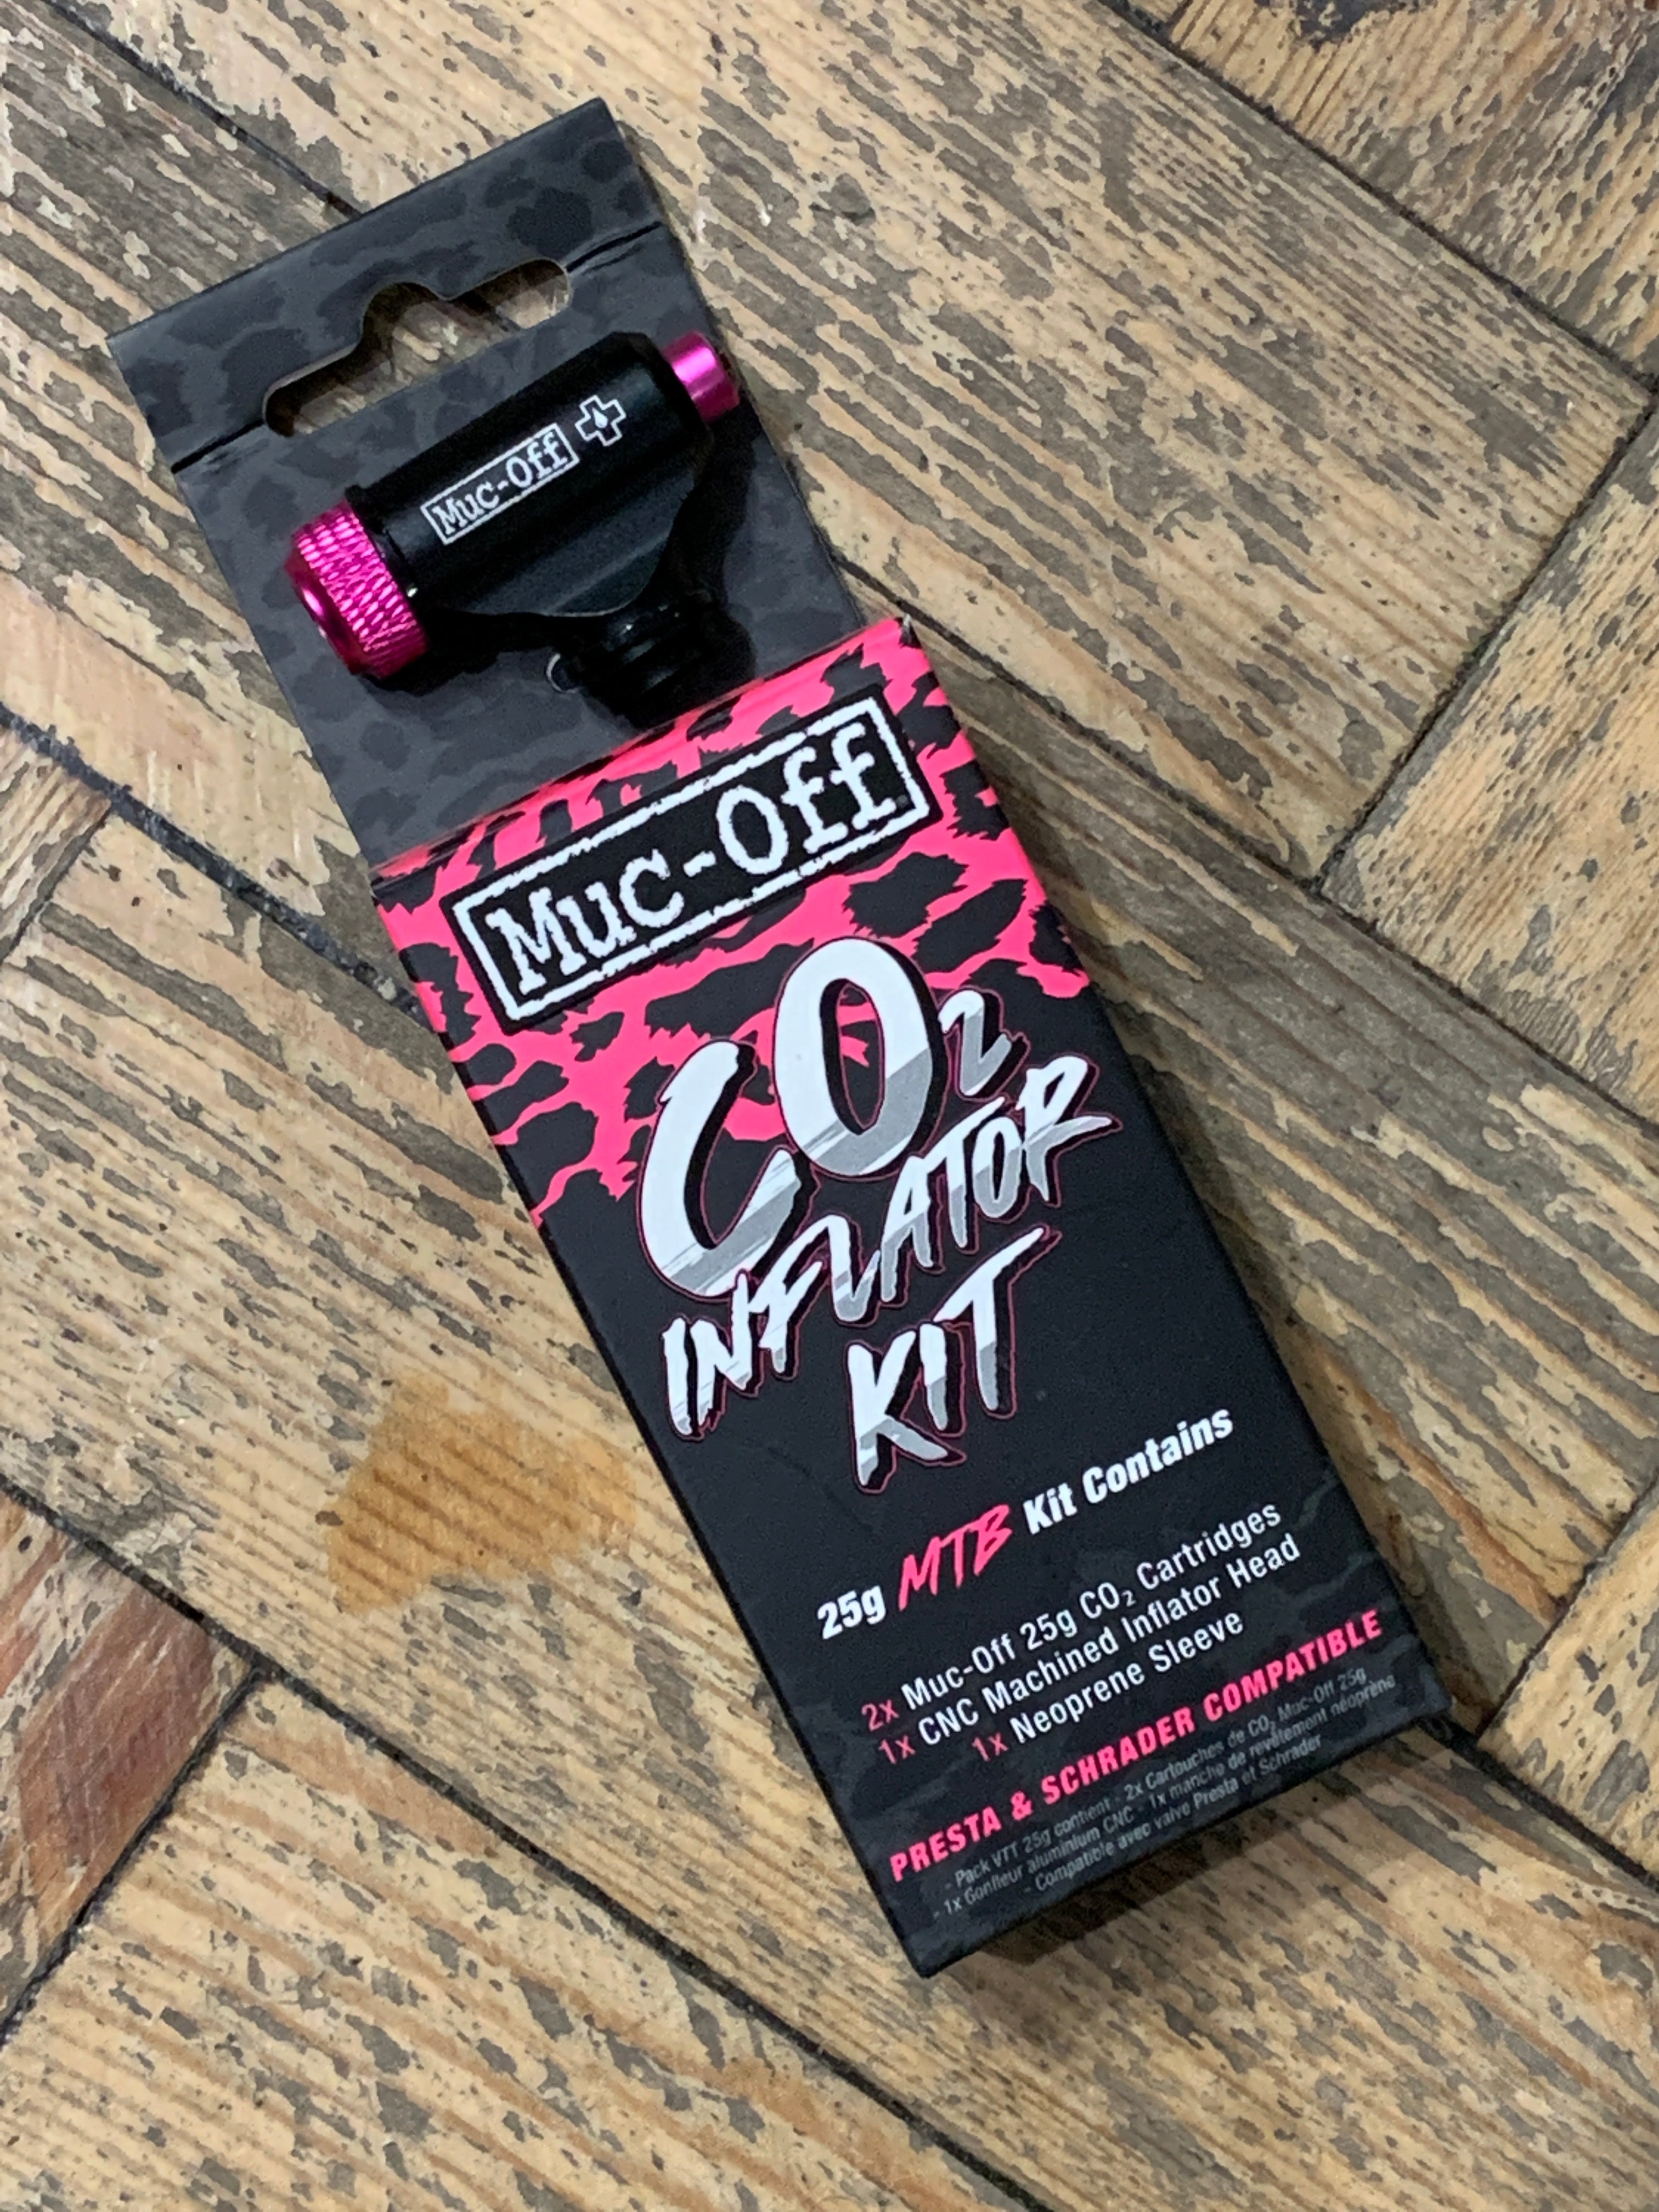 Muc-Off
Muc-Off
CO2
INFLATOR
KIT
25g MTB Kit Contains
2x Muc-Off 25g CO₂ Cartridges
1x CNC Machined Inflator Head
1x Neoprene Sleeve
PRESTA & SCHRADER COMPATIBLE
- Pack VTT 25g contient - 2x Cartouches de CO₂ Muc-Off 25g
- 1x Gonfleur aluminium CNC - 1x manche de revêtement néoprène
- Compatible avec valve Presta et Schrader